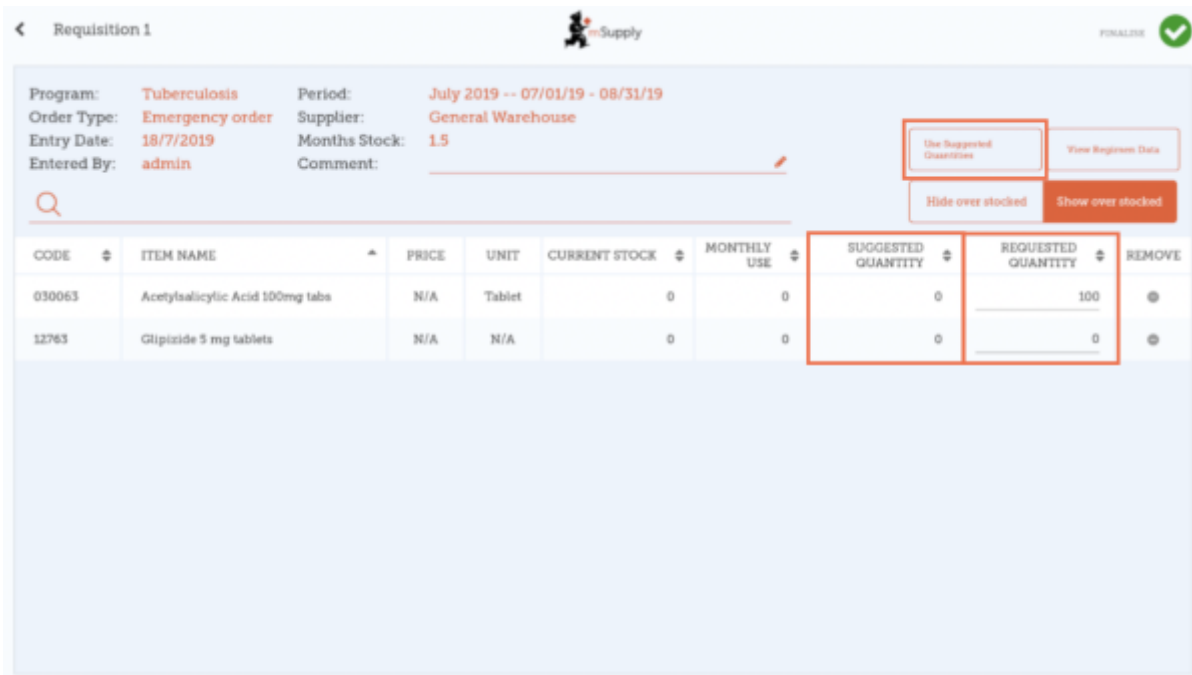 Requisition 1
mSupply
FINALISE
Program: Tuberculosis Period: July 2019 -- 07/01/19 - 08/31/19
Order Type: Emergency order Supplier: General Warehouse
Entry Date: 18/7/2019 Months Stock: 1.5
Entered By: admin Comment:
Use Suggested
Quantities
View Regimen Data
Hide over stocked Show over stocked
CODE ITEM NAME PRICE UNIT CURRENT STOCK MONTHLY USE SUGGESTED QUANTITY REQUESTED QUANTITY REMOVE
030063 Acetylsalicylic Acid 100mg tabs N/A Tablet 0 0 0 100
12763 Glipizide 5 mg tablets N/A N/A 0 0 0 0